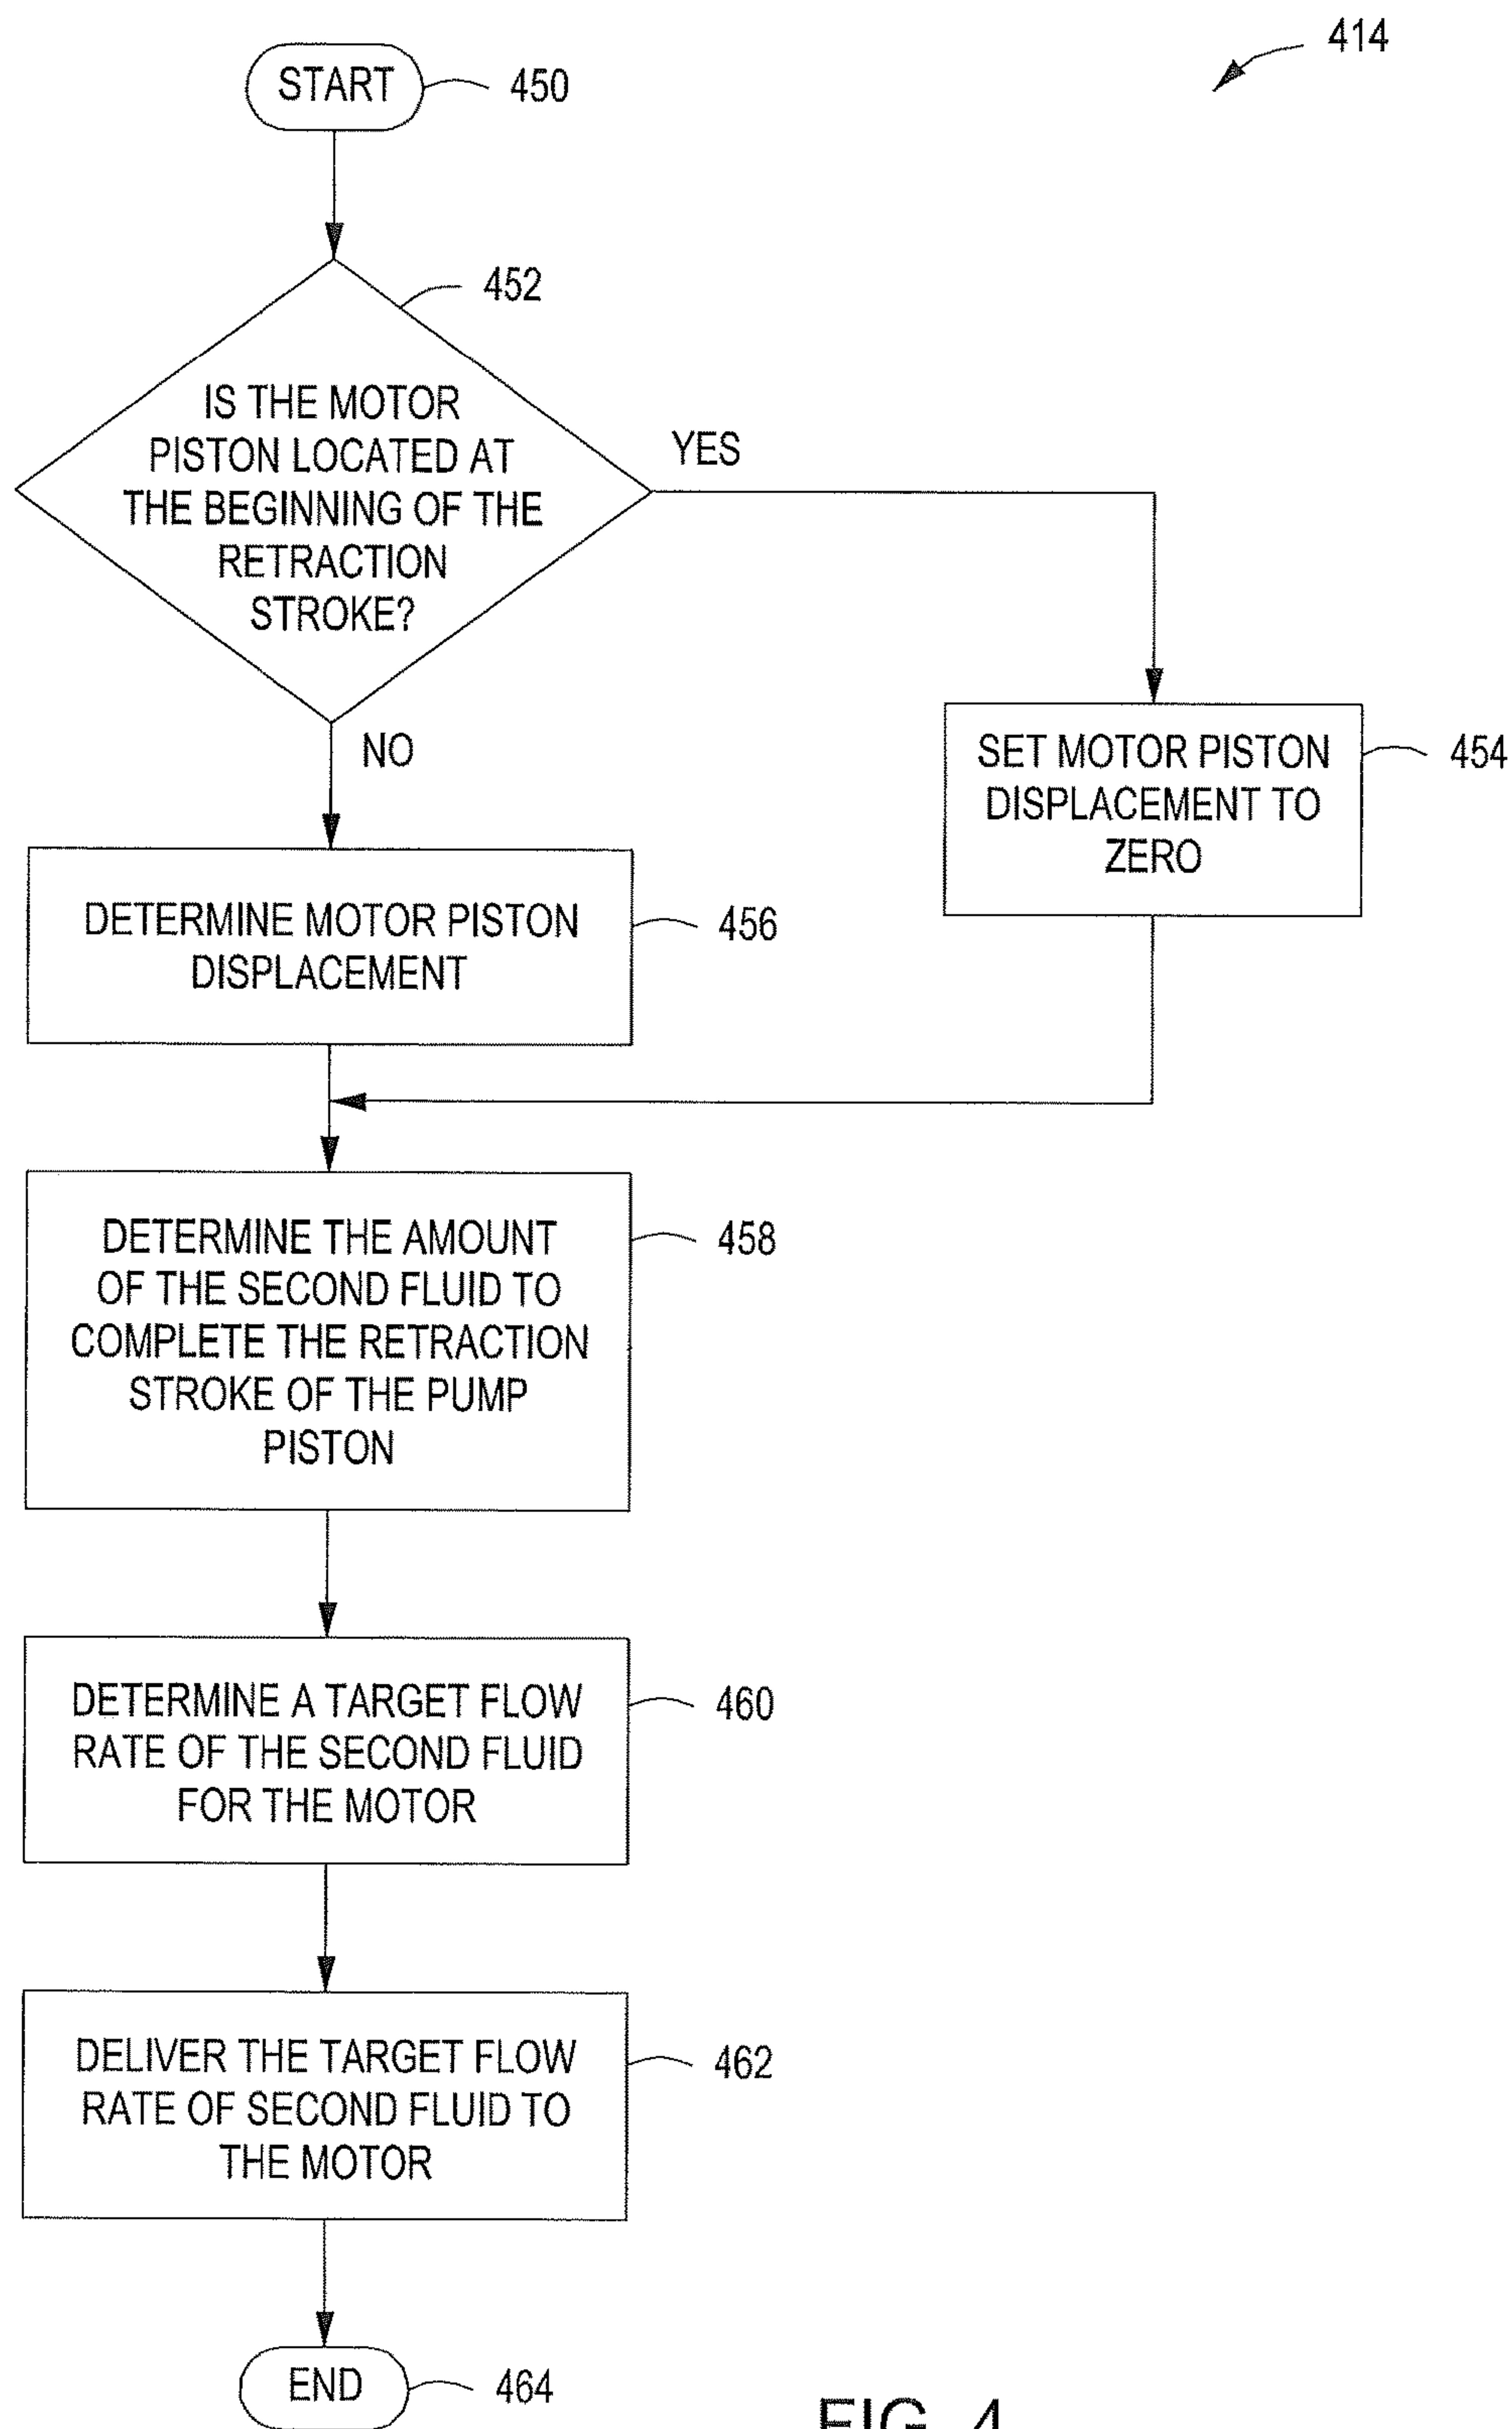 414
START
450
452
IS THE MOTOR
PISTON LOCATED AT
THE BEGINNING OF THE
RETRACTION
STROKE?
YES
NO
SET MOTOR PISTON
DISPLACEMENT TO
ZERO
454
DETERMINE MOTOR PISTON
DISPLACEMENT
456
DETERMINE THE AMOUNT
OF THE SECOND FLUID TO
COMPLETE THE RETRACTION
STROKE OF THE PUMP
PISTON
458
DETERMINE A TARGET FLOW
RATE OF THE SECOND FLUID
FOR THE MOTOR
460
DELIVER THE TARGET FLOW
RATE OF SECOND FLUID TO
THE MOTOR
462
END
464
FIG. 4